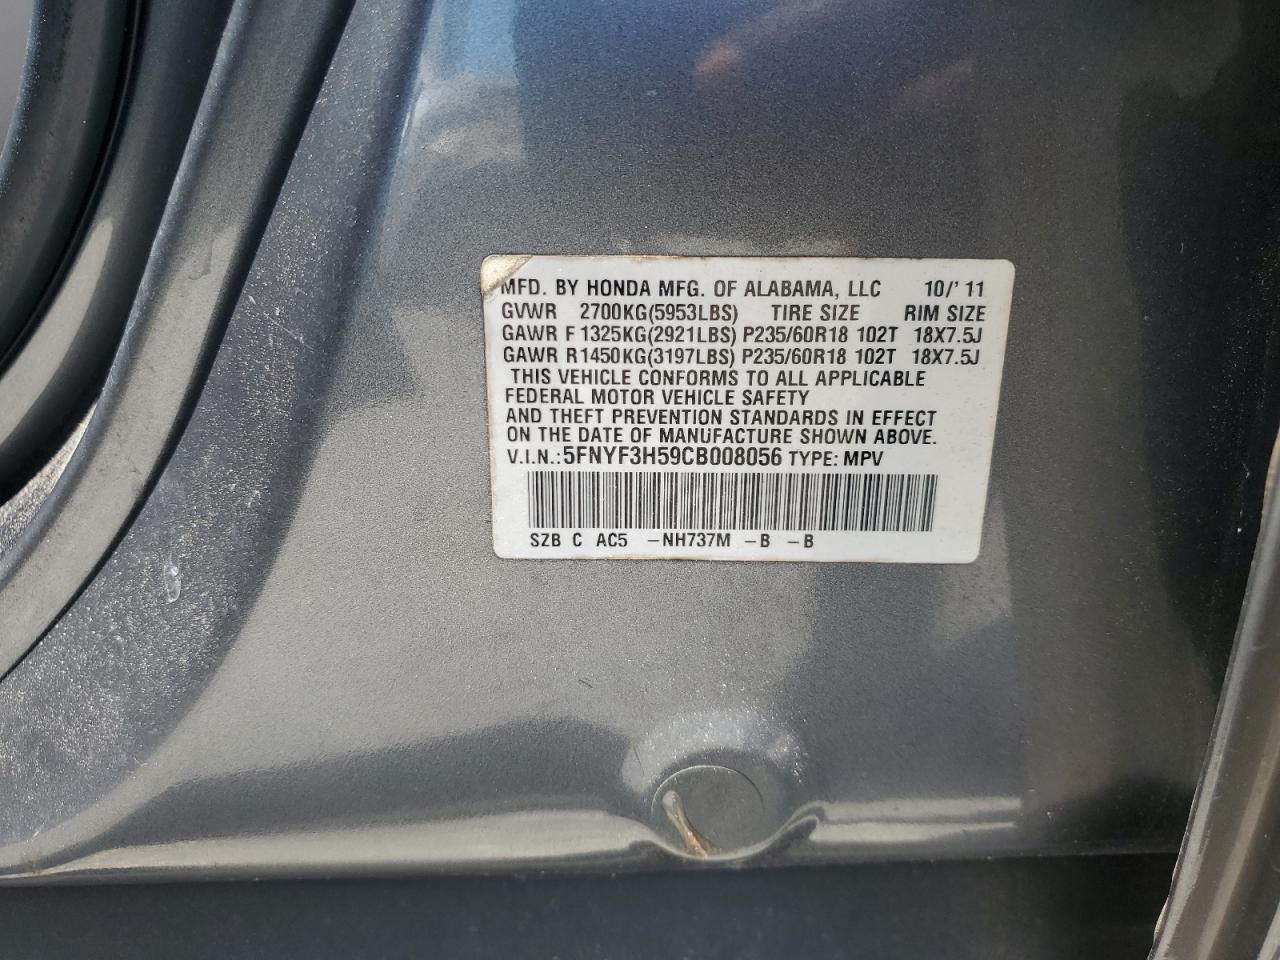 MFD. BY HONDA MFG. OF ALABAMA, LLC 10/'11
GVWR 2700KG(5953LBS) TIRE SIZE RIM SIZE
GAWR F 1325KG(2921LBS) P235/60R18 102T 18X7.5J
GAWR R1450KG(3197LBS) P235/60R18 102T 18X7.5J
THIS VEHICLE CONFORMS TO ALL APPLICABLE
FEDERAL MOTOR VEHICLE SAFETY
AND THEFT PREVENTION STANDARDS IN EFFECT
ON THE DATE OF MANUFACTURE SHOWN ABOVE.
V.I.N.: 5FNYF3H59CB008056 TYPE: MPV
SZB C AC5 -NH737M -B -B